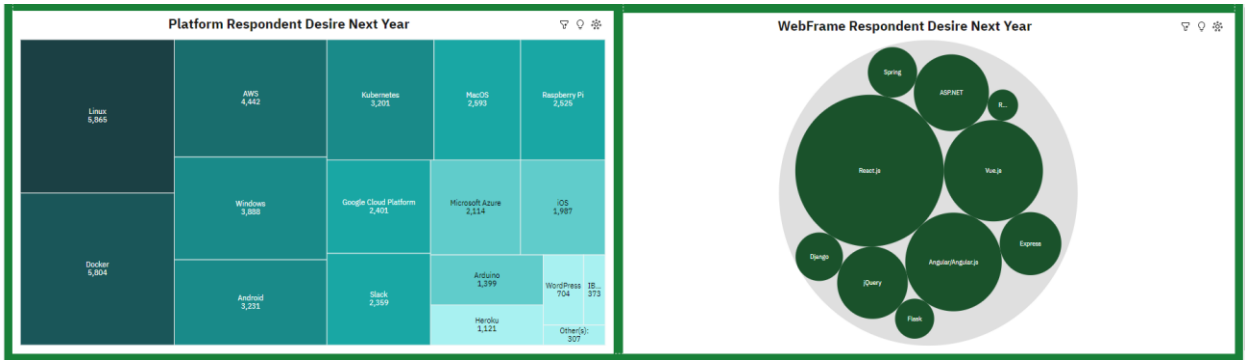 Platform Respondent Desire Next Year
Linux
5,865
Docker
5,804
AWS
4,442
Windows
3,888
Android
3,231
Kubernetes
3,201
MacOS
2,593
Raspberry Pi
2,525
Google Cloud Platform
2,401
Slack
2,359
Microsoft Azure
2,114
iOS
1,987
Arduino
1,399
Heroku
1,121
WordPress
704
IB...
373
Other(s):
307
WebFrame Respondent Desire Next Year
Spring
ASP.NET
R...
React.js
Vue.js
Express
Angular/Angular.js
Django
jQuery
Flask